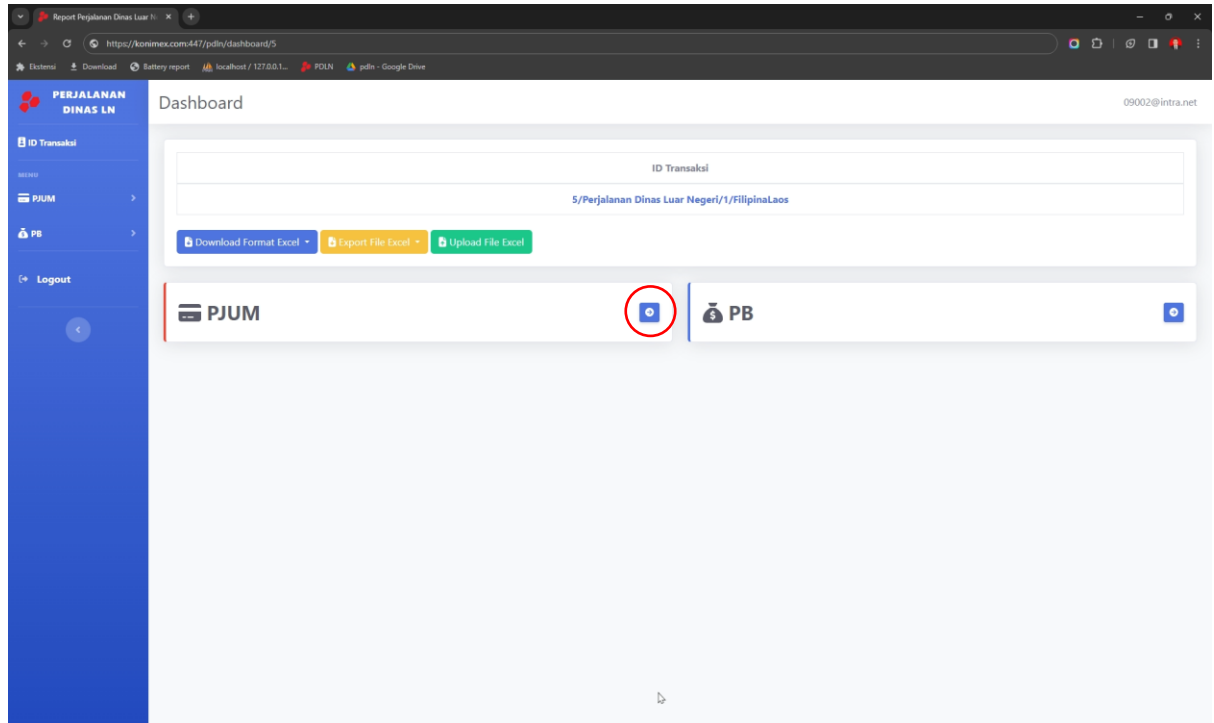 Report Perjalanan Dinas Luar N
https://konimex.com:447/pdln/dashboard/5
Ekstensi Download Battery report localhost / 127.0.0.1... PDLN pdln - Google Drive
PERJALANAN
DINAS LN
Dashboard
09002@intra.net
ID Transaksi
MENU
PJUM
PB
Logout
ID Transaksi
5/Perjalanan Dinas Luar Negeri/1/FilipinaLaos
Download Format Excel Export File Excel Upload File Excel
PJUM PB